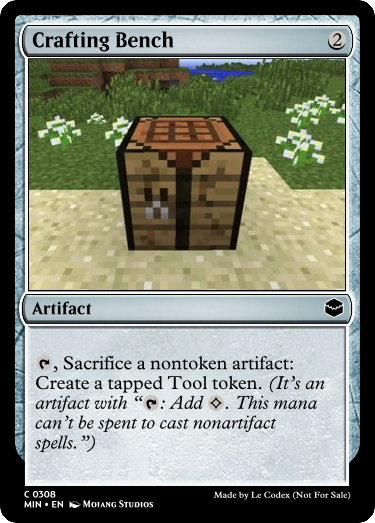 Crafting Bench 2
Artifact
, Sacrifice a nontoken artifact:
Create a tapped Tool token. (It's an
artifact with “: Add . This mana
can't be spent to cast nonartifact
spells.”)
C 0308
MIN • EN Mojang Studios
Made by Le Codex (Not For Sale)